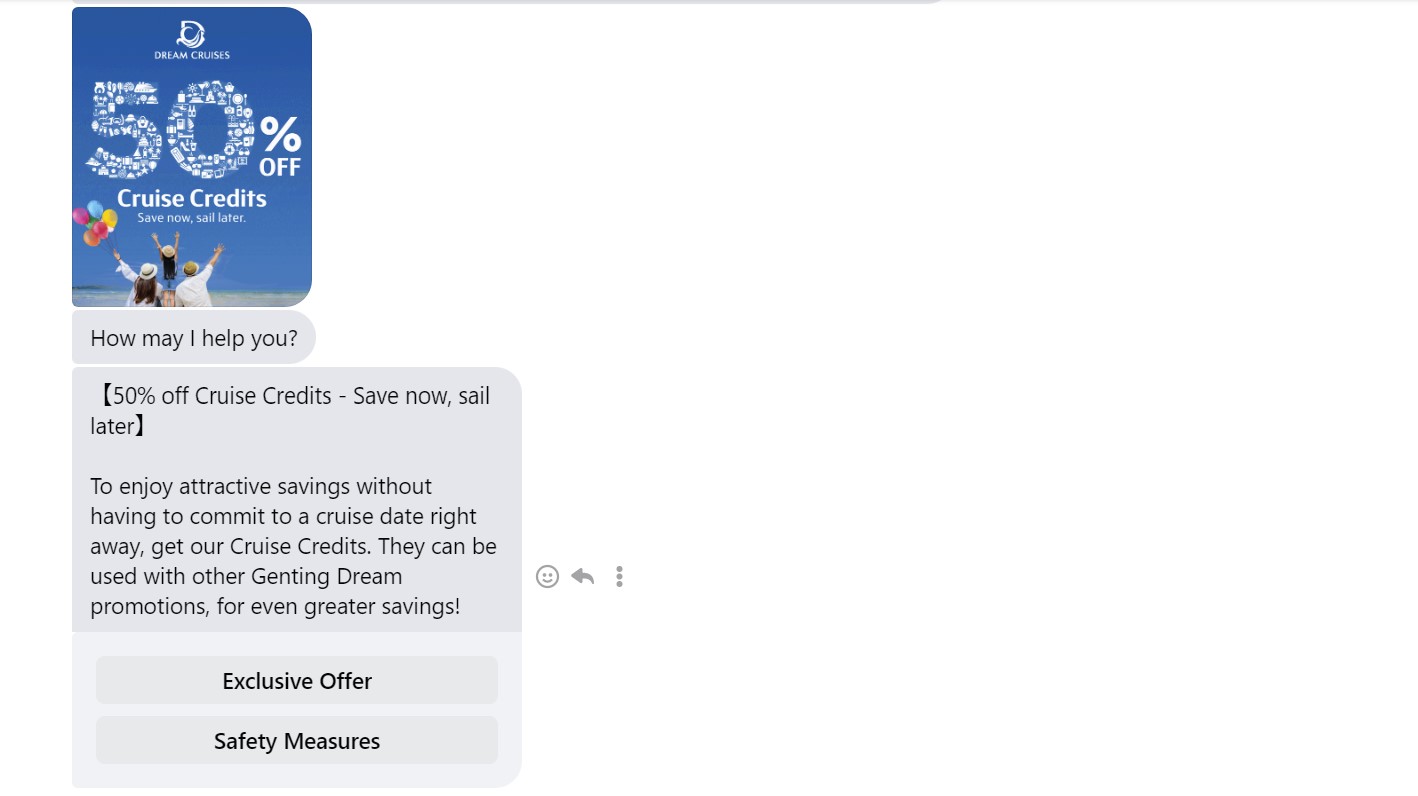 DREAM CRUISES
50%
OFF
Cruise Credits
Save now, sail later.
How may I help you?
【50% off Cruise Credits - Save now, sail
later】
To enjoy attractive savings without
having to commit to a cruise date right
away, get our Cruise Credits. They can be
used with other Genting Dream
promotions, for even greater savings!
Exclusive Offer
Safety Measures